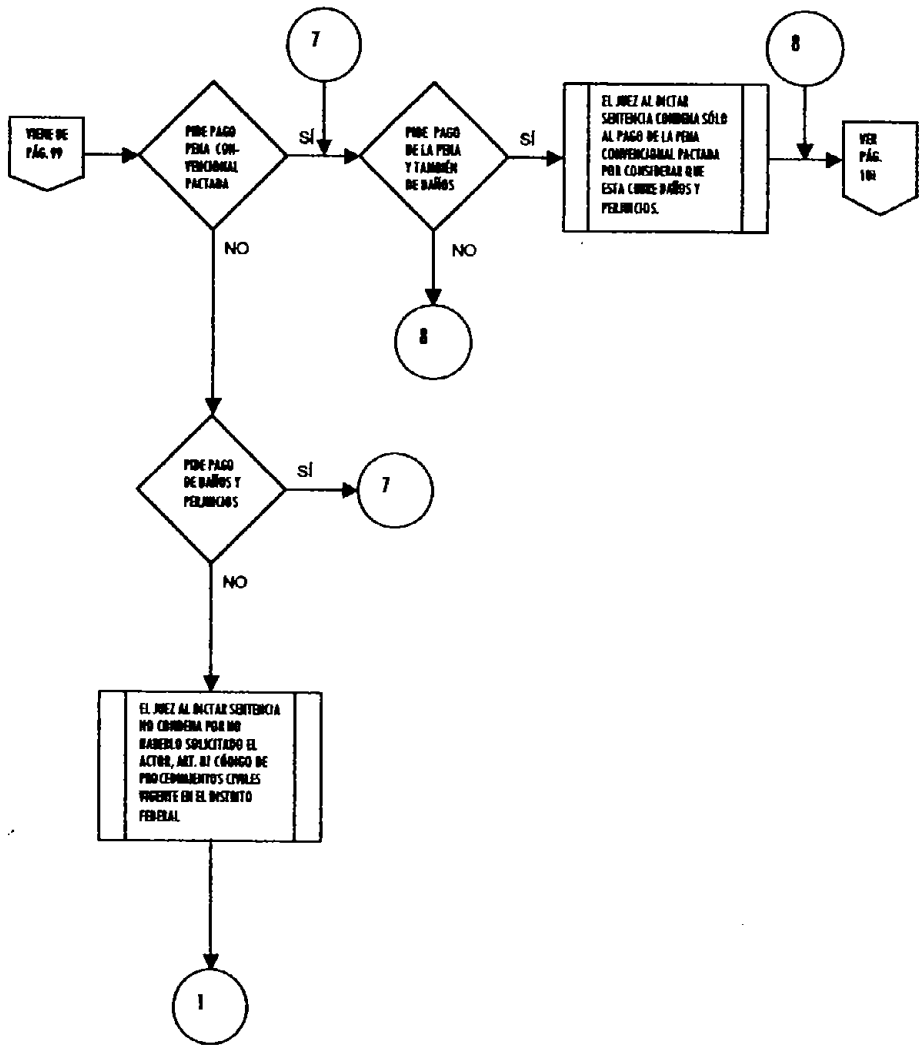 7
8
VIENE DE
PÁG. 99
PIDE PAGO
PENA CON-
VENCIONAL
PACTADA
SÍ
PIDE PAGO
DE LA PENA
Y TAMBIÉN
DE DAÑOS
SÍ
EL JUEZ AL DICTAR
SENTENCIA CONDENA SÓLO
AL PAGO DE LA PENA
CONVENCIONAL PACTADA
POR CONSIDERAR QUE
ESTA CUBRE DAÑOS Y
PERJUICIOS.
VER
PÁG.
NO
NO
8
PIDE PAGO
DE DAÑOS Y
PERJUICIOS
SÍ
7
NO
EL JUEZ AL DICTAR SENTENCIA
NO CONDENA POR NO
HABERLO SOLICITADO EL
ACTOR, ART. 81 CÓDIGO DE
PROCEDIMIENTOS CIVILES
VIGENTE EN EL DISTRITO
FEDERAL
1